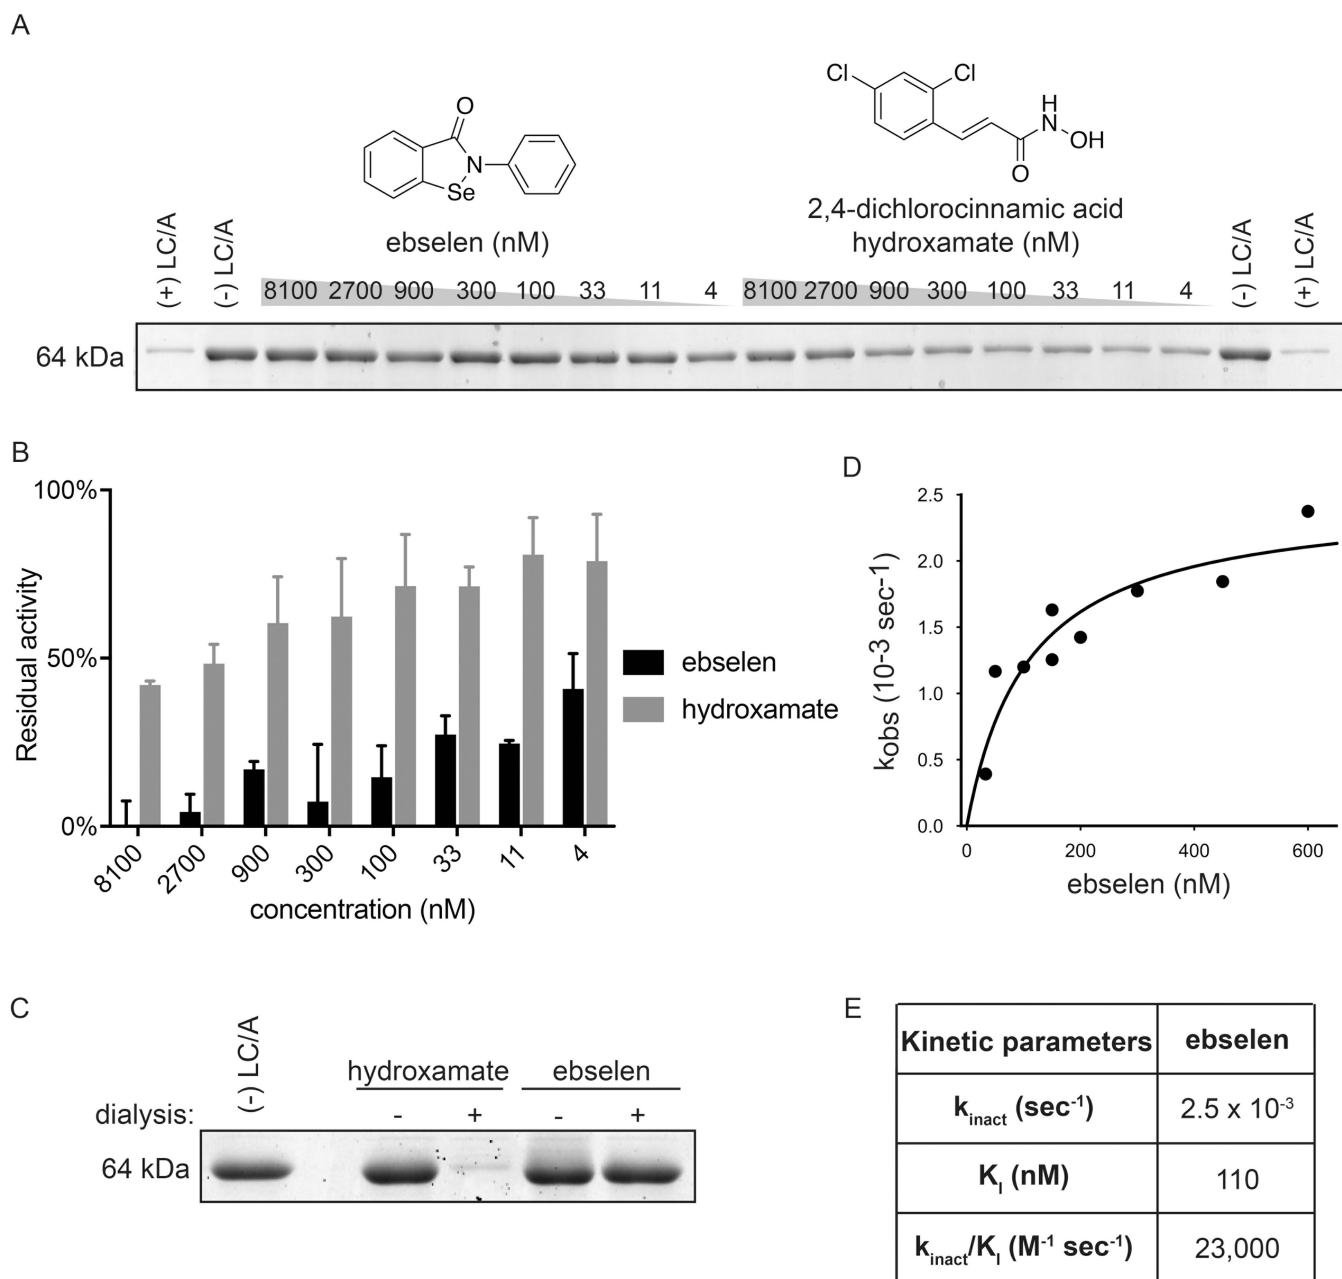 A
O
N
Se
ebselen (nM)
Cl
Cl
H
N
OH
O
2,4-dichlorocinnamic acid
hydroxamate (nM)
(+) LC/A
(-) LC/A
8100 2700 900 300 100 33 11 4
8100 2700 900 300 100 33 11 4
(-) LC/A
(+) LC/A
64 kDa
B
Residual activity
100%
50%
0%
8100 2700 900 300 100 33 11 4
concentration (nM)
ebselen
hydroxamate
D
kobs (10-3 sec-1)
2.5
2.0
1.5
1.0
0.5
0.0
0 200 400 600
ebselen (nM)
C
(-) LC/A
hydroxamate ebselen
dialysis: - + - +
64 kDa
E
Kinetic parameters ebselen
kinact (sec-1) 2.5 x 10-3
KI (nM) 110
kinact/KI (M-1 sec-1) 23,000